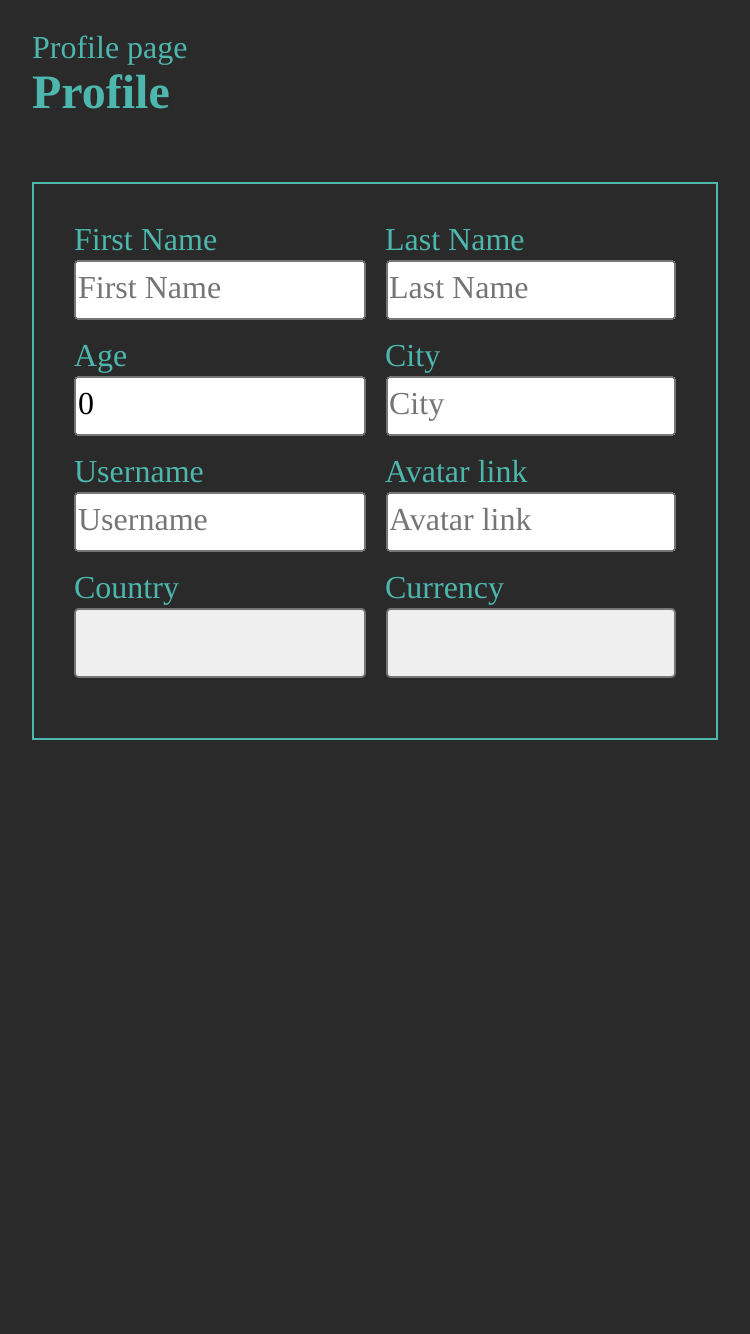 Profile page
Profile
First Name Last Name
First Name Last Name
Age City
0 City
Username Avatar link
Username Avatar link
Country Currency